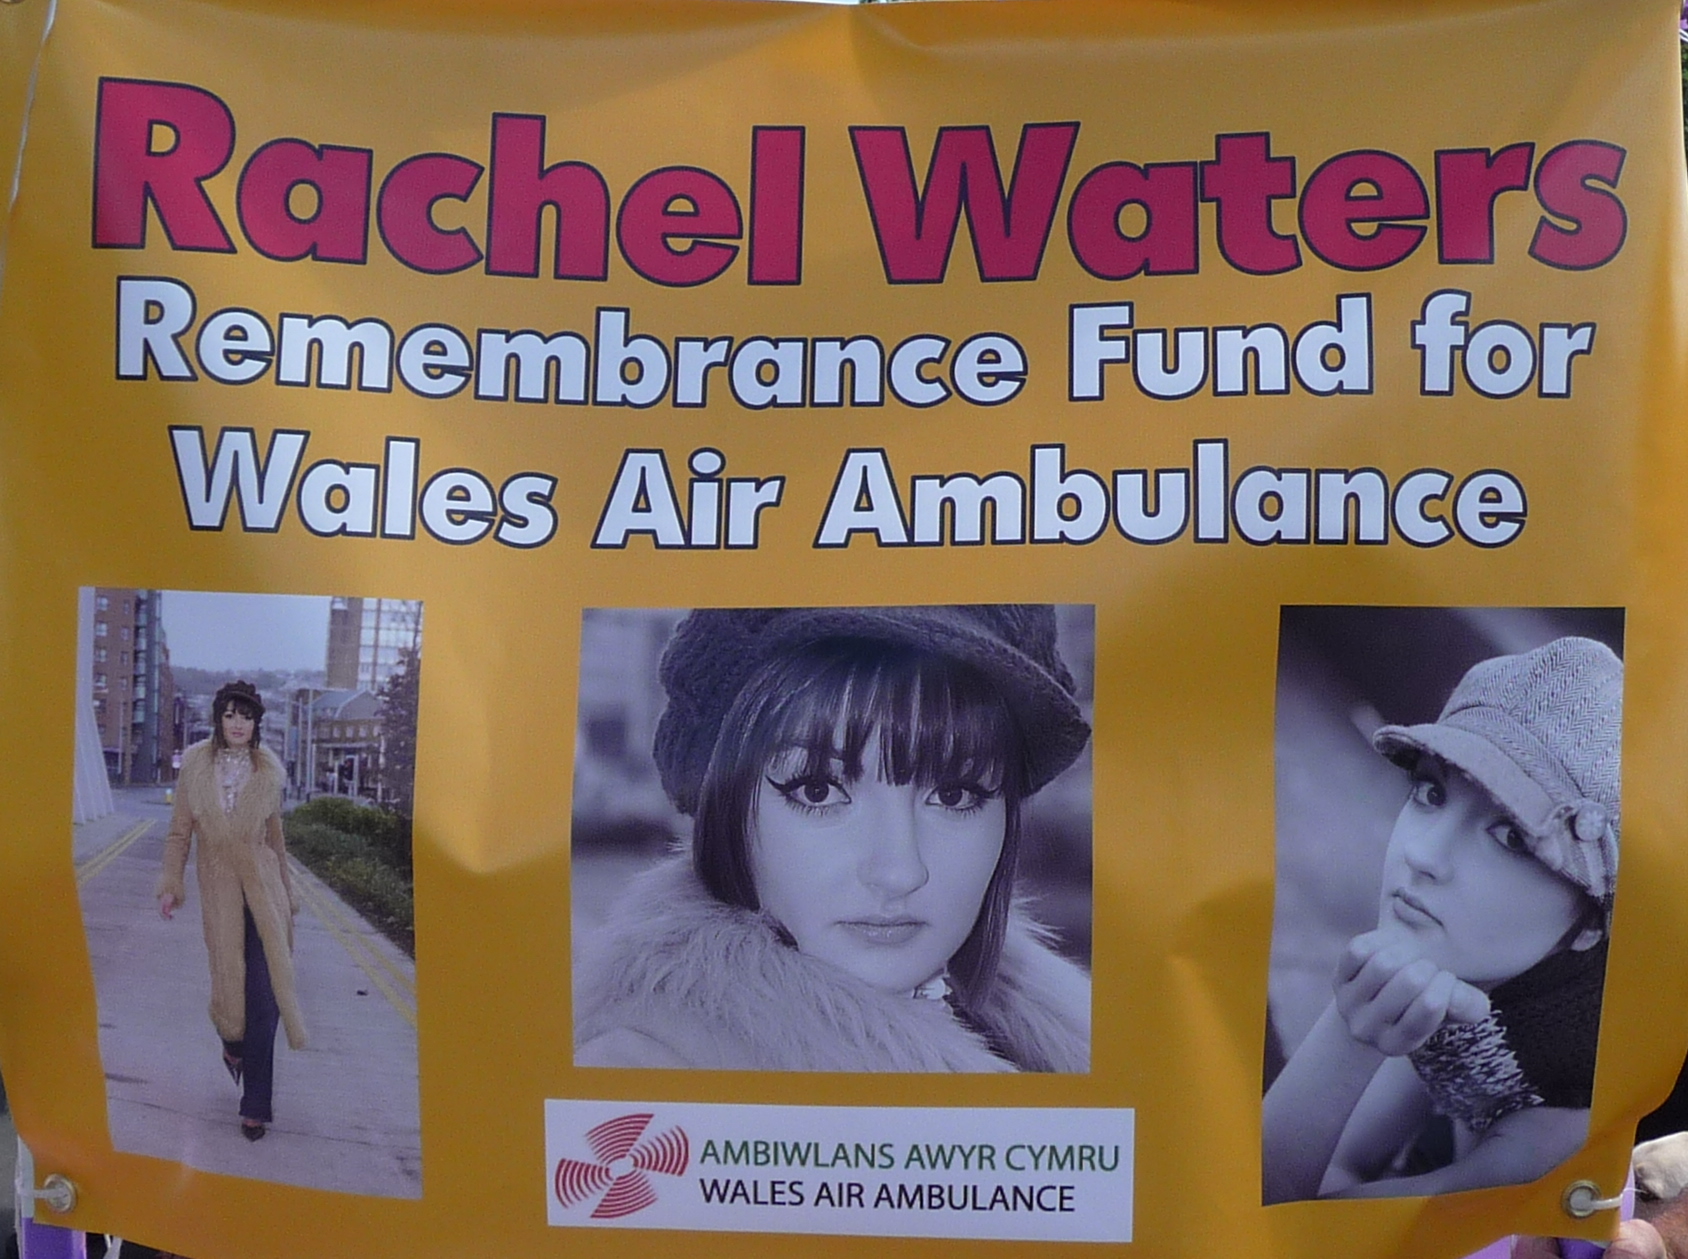 Rachel Waters
Remembrance Fund for
Wales Air Ambulance
AMBIWLANS AWYR CYMRU
WALES AIR AMBULANCE